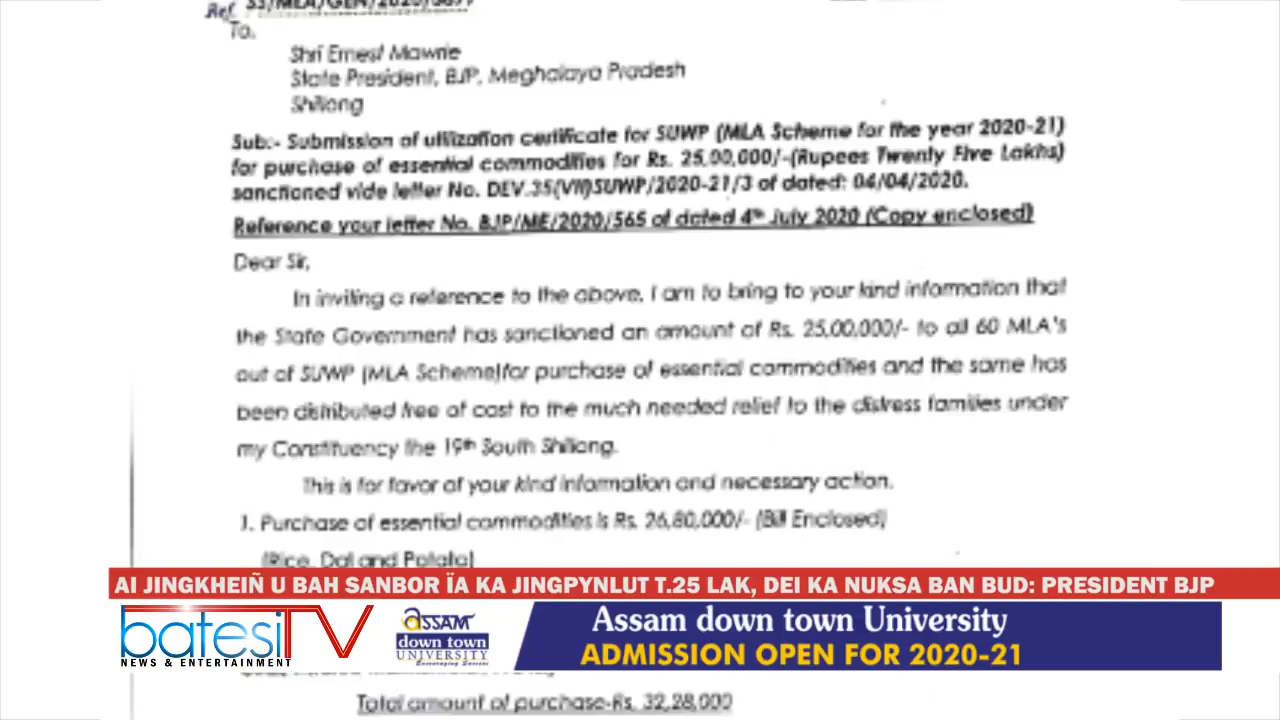 Ref 33/MLA/GEN/2020/
To,
Shri Ernest Mawrie
State President, BJP, Meghalaya Pradesh
Shillong
Sub:- Submission of utilization certificate for SUWP (MLA Scheme for the year 2020-21)
for purchase of essential commodities for Rs. 25,00,000/-(Rupees Twenty Five Lakhs)
sanctioned vide letter No. DEV.35(VII)SUWP/2020-21/3 of dated: 04/04/2020.
Reference your letter No. BJP/ME/2020/565 of dated 4th July 2020 (Copy enclosed)
Dear Sir,
In inviting a reference to the above, I am to bring to your kind information that
the State Government has sanctioned an amount of Rs. 25,00,000/- to all 60 MLA's
out of SUWP (MLA Scheme)for purchase of essential commodities and the same has
been distributed free of cost to the much needed relief to the distress families under
my Constituency the 19th South Shillong.
This is for favor of your kind information and necessary action.
1. Purchase of essential commodities is Rs. 26,80,000/- (Bill Enclosed)
(Rice, Dal and Potato)
AI JINGKHEIÑ U BAH SANBOR ÏA KA JINGPYNLUT T.25 LAK, DEI KA NUKSA BAN BUD: PRESIDENT BJP
batesi TV
NEWS & ENTERTAINMENT
aSSAM
down town
UNIVERSITY
Encouraging Success
Assam down town University
ADMISSION OPEN FOR 2020-21
Total amount of purchase-Rs. 32,28,000